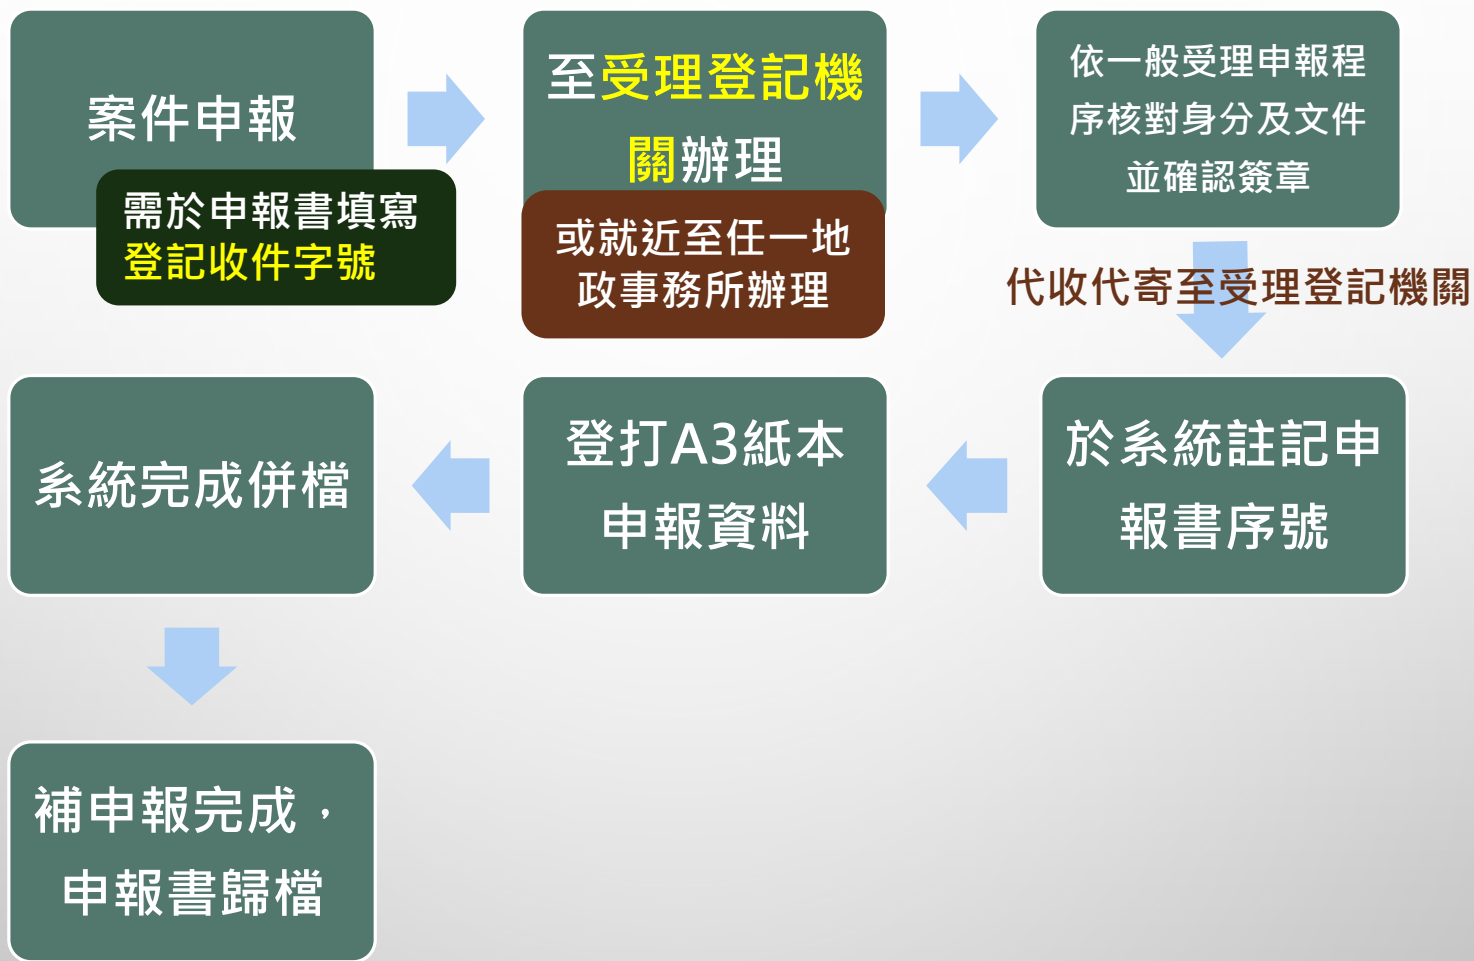 案件申報
需於申報書填寫
登記收件字號
至受理登記機
關辦理
或就近至任一地
政事務所辦理
依一般受理申報程
序核對身分及文件
並確認簽章
代收代寄至受理登記機關
於系統註記申
報書序號
登打A3紙本
申報資料
系統完成併檔
補申報完成，
申報書歸檔